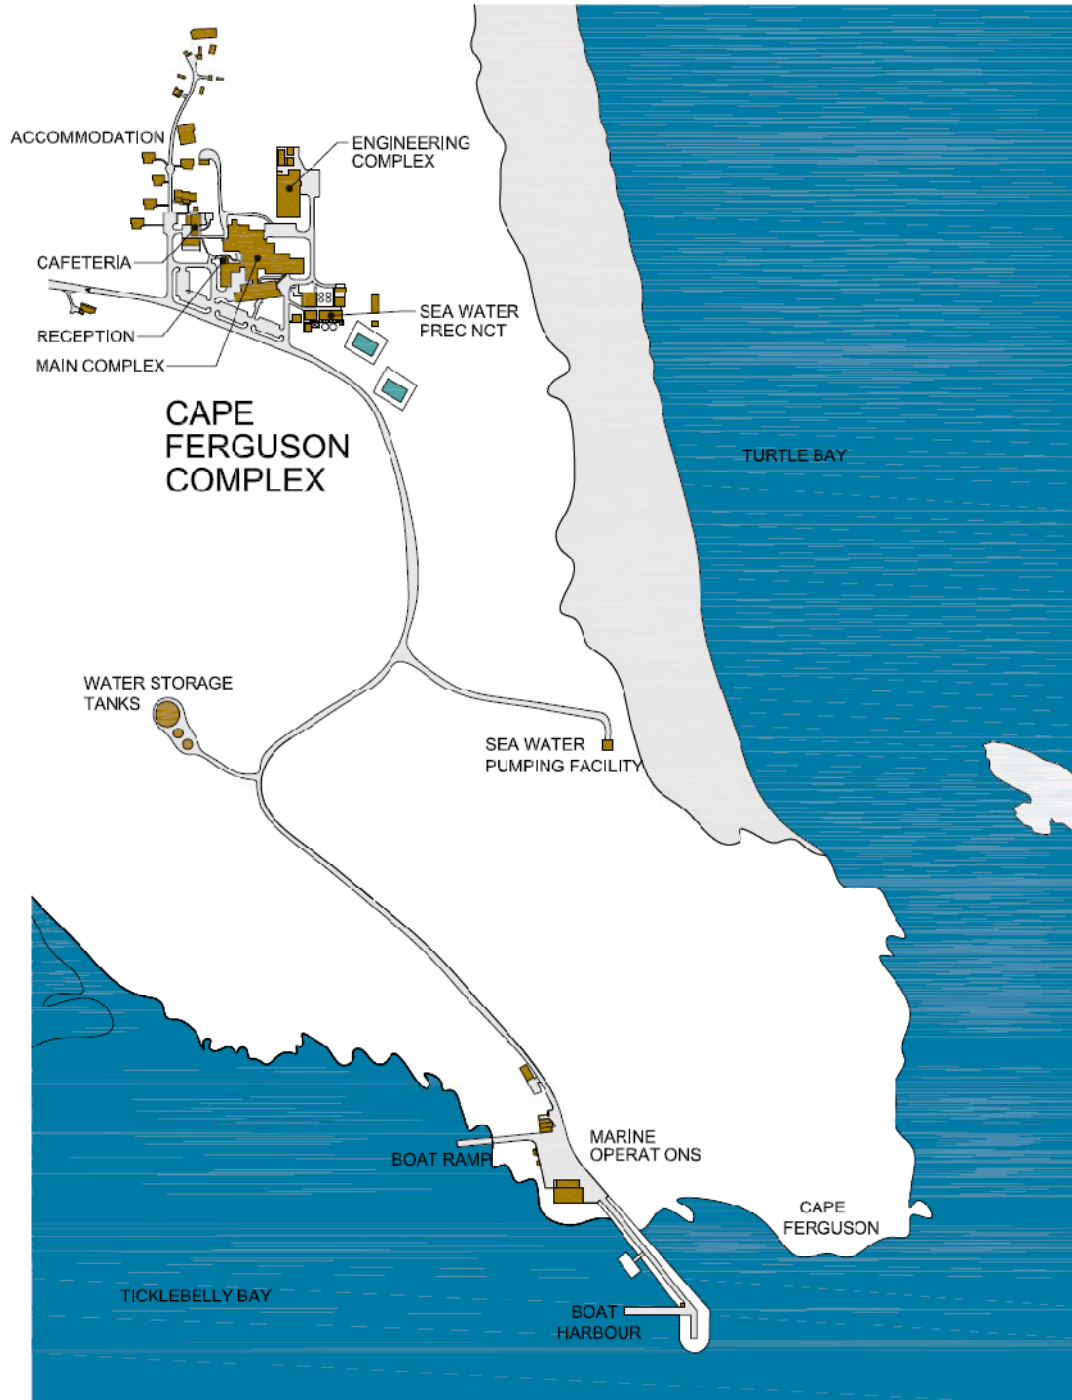 ACCOMMODATION
ENGINEERING
COMPLEX
CAFETERIA
RECEPTION
MAIN COMPLEX
SEA WATER
PREC NCT
CAPE
FERGUSON
COMPLEX
TURTLE BAY
WATER STORAGE
TANKS
SEA WATER
PUMPING FACILITY
MARINE
OPERAT ONS
BOAT RAMP
CAPE
FERGUSON
TICKLEBELLY BAY
BOAT
HARBOUR